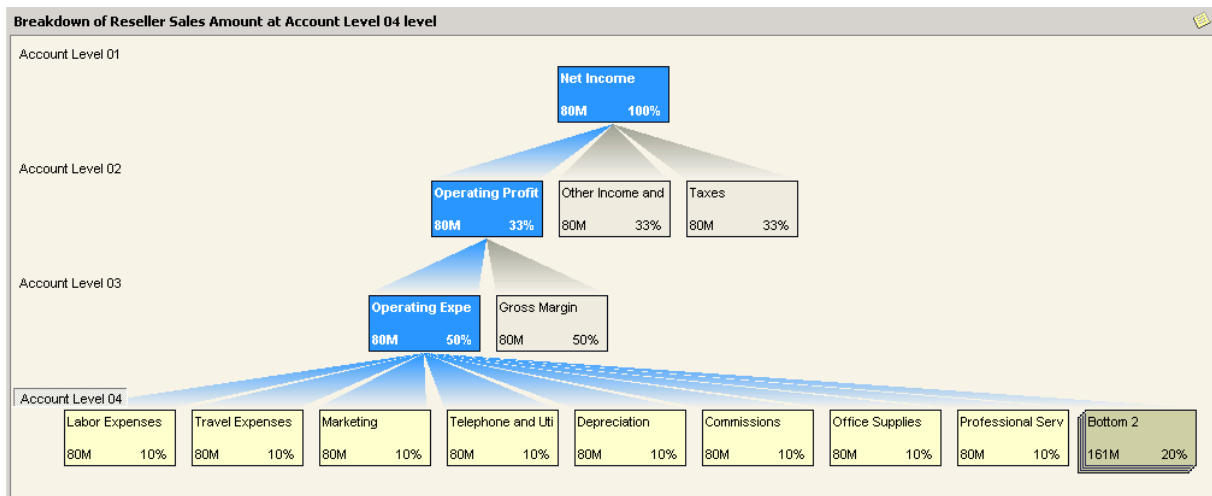 Breakdown of Reseller Sales Amount at Account Level 04 level
Account Level 01
Net Income
80M 100%
Account Level 02
Operating Profit Other Income and Taxes
80M 33% 80M 33% 80M 33%
Account Level 03
Operating Expe Gross Margin
80M 50% 80M 50%
Account Level 04
Labor Expenses Travel Expenses Marketing Telephone and Uti Depreciation Commissions Office Supplies Professional Serv Bottom 2
80M 10% 80M 10% 80M 10% 80M 10% 80M 10% 80M 10% 80M 10% 80M 10% 161M 20%